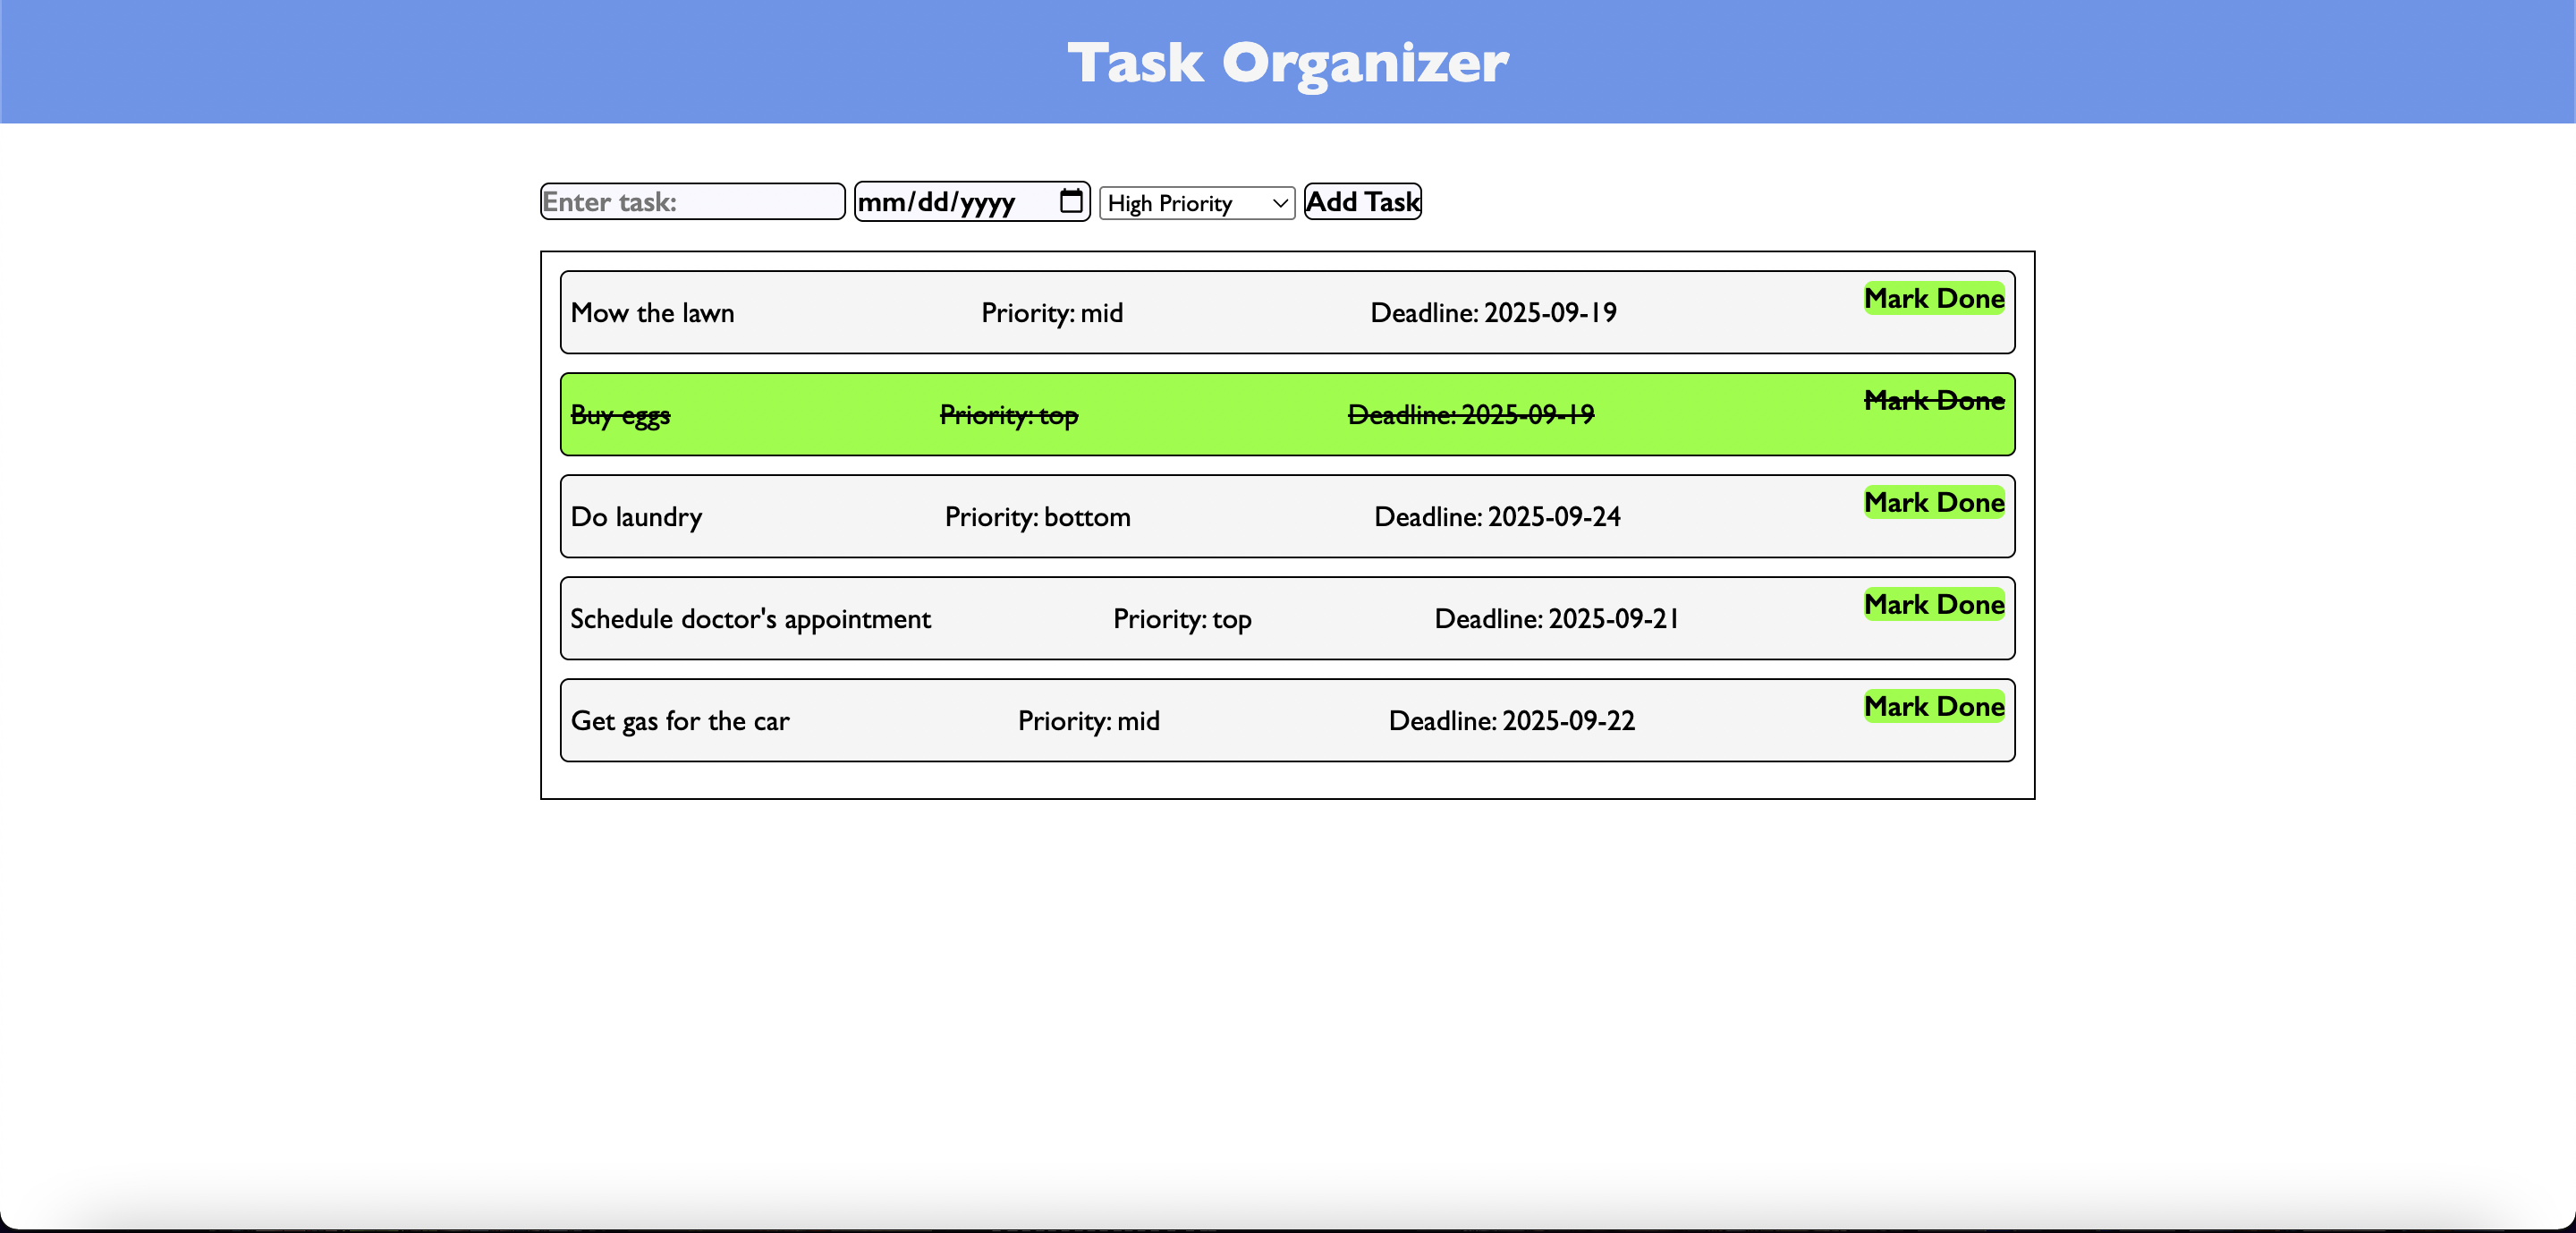 Task Organizer
Enter task: mm/dd/yyyy High Priority Add Task
Mow the lawn Priority: mid Deadline: 2025-09-19 Mark Done
Buy eggs Priority: top Deadline: 2025-09-19 Mark Done
Do laundry Priority: bottom Deadline: 2025-09-24 Mark Done
Schedule doctor's appointment Priority: top Deadline: 2025-09-21 Mark Done
Get gas for the car Priority: mid Deadline: 2025-09-22 Mark Done